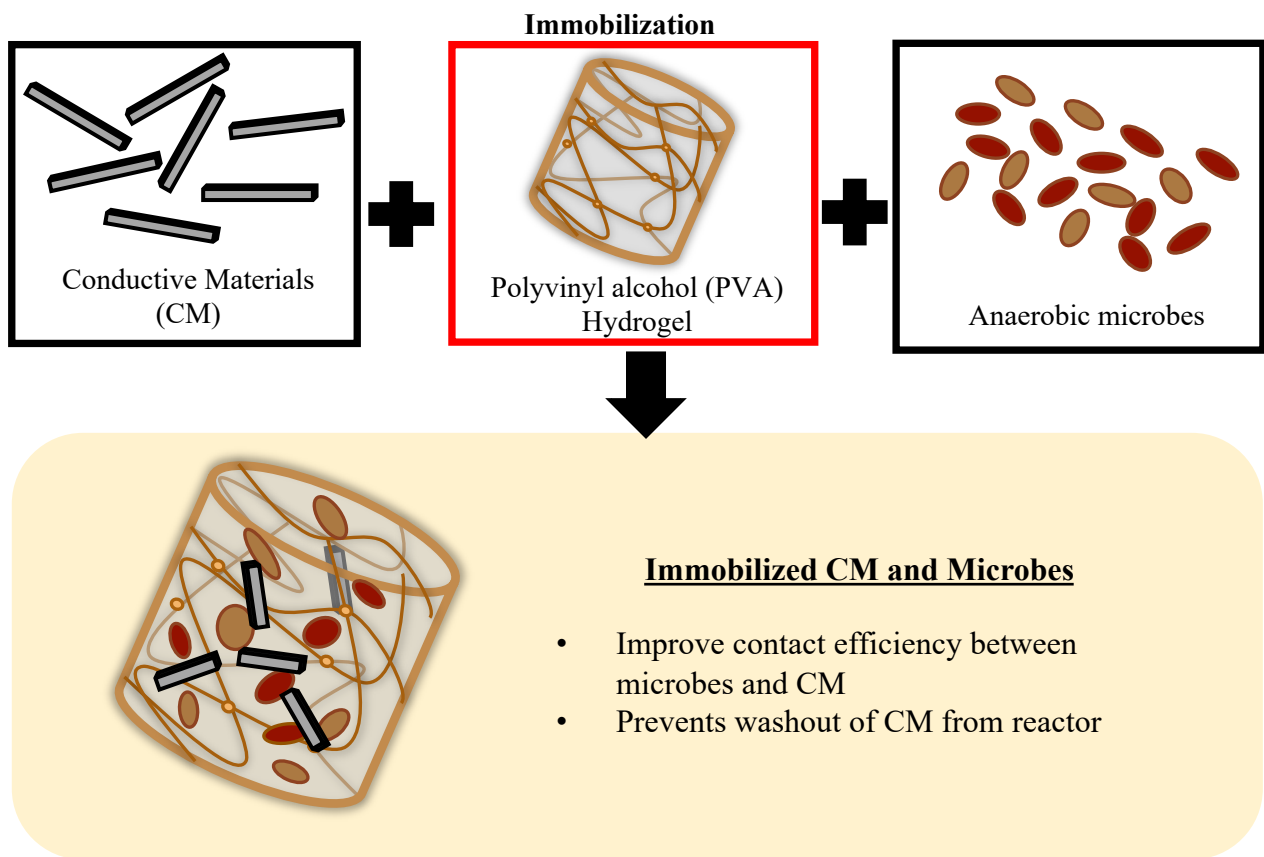 Immobilization
Conductive Materials
(CM)
Polyvinyl alcohol (PVA)
Hydrogel
Anaerobic microbes
Immobilized CM and Microbes
• Improve contact efficiency between
microbes and CM
• Prevents washout of CM from reactor